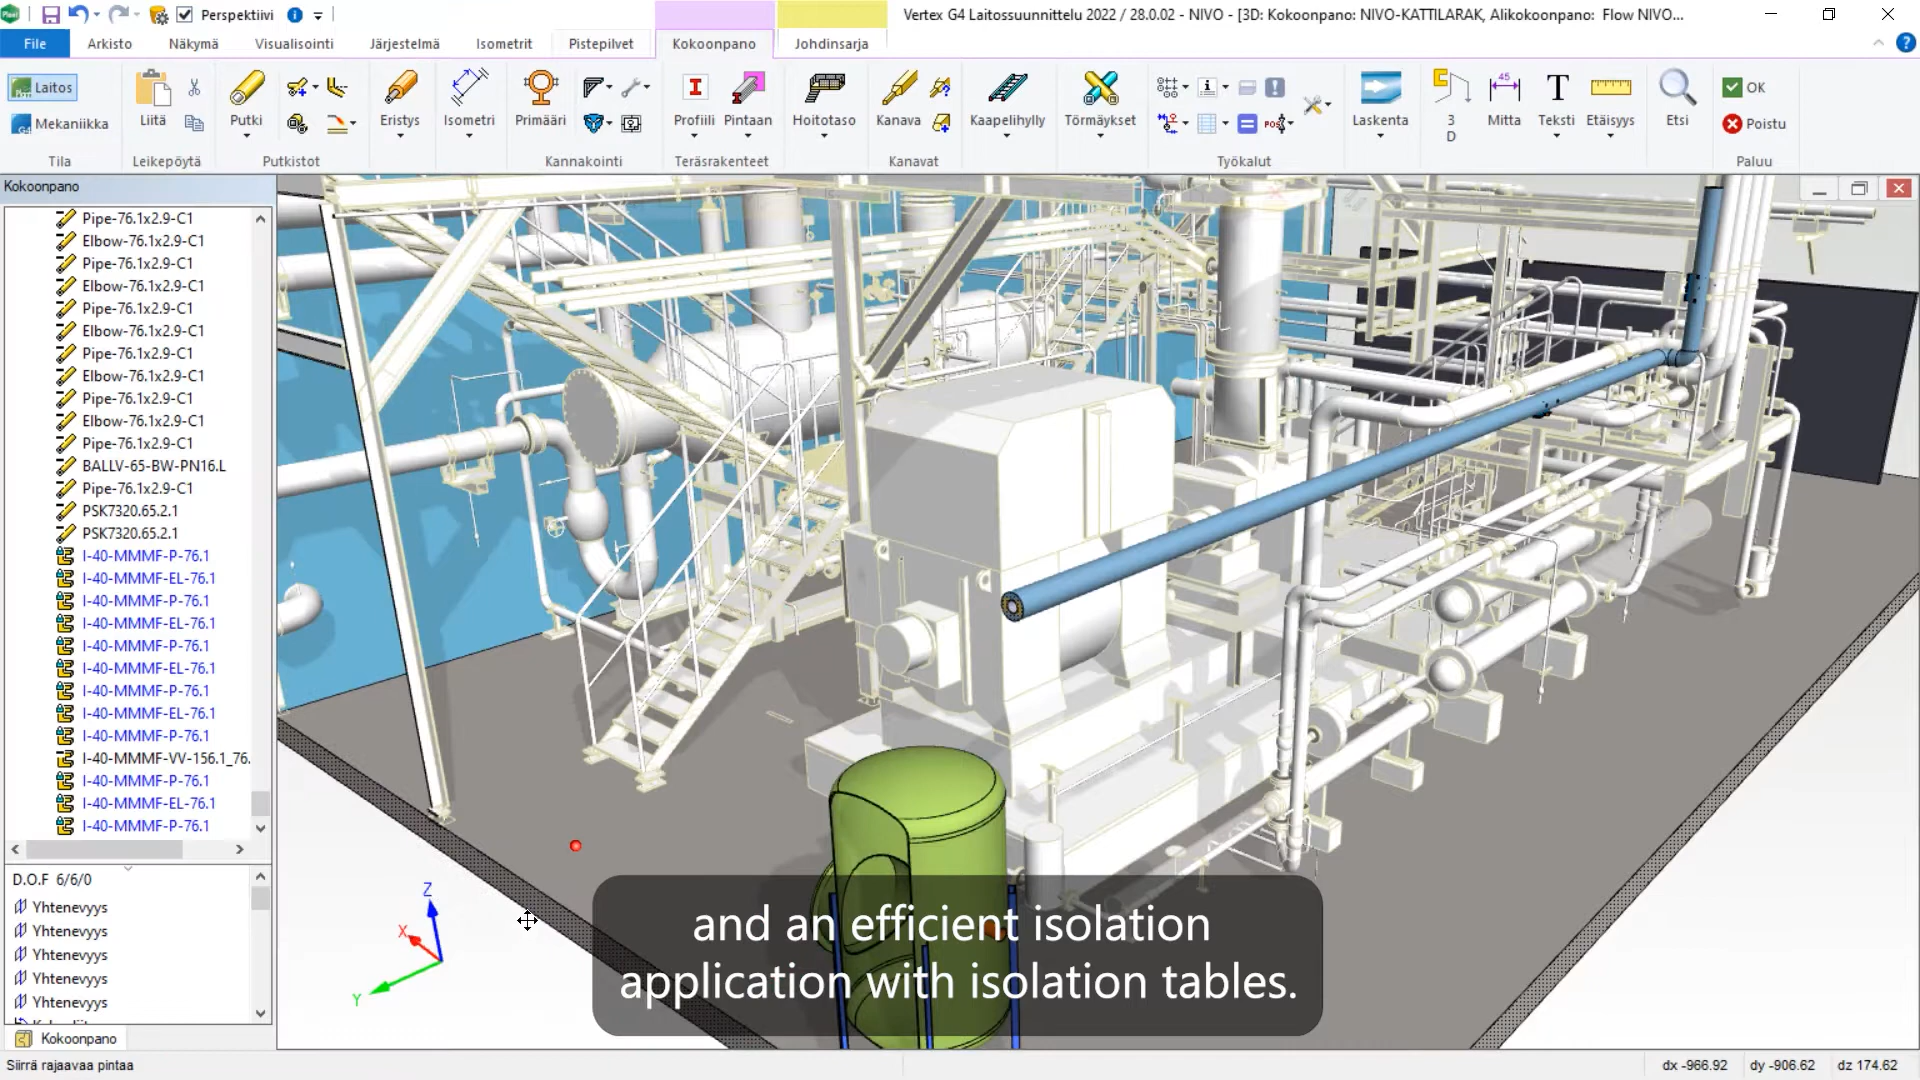 Perspektiivi
Vertex G4 Laitossuunnittelu 2022 / 28.0.02 - NIVO - [3D: Kokoonpano: NIVO-KATTILARAK, Alikokoonpano:  Flow NIVO...
File
Arkisto
Näkymä
Visualisointi
Järjestelmä
Isometrit
Pistepilvet
Kokoonpano
Johdinsarja
Laitos
Mekaniikka
Liitä
Putki
Eristys
Isometri
Primääri
Profiili
Pintaan
Hoitotaso
Kanava
Kaapelihylly
Törmäykset
Laskenta
3
D
Mitta
Teksti
Etäisyys
Etsi
OK
Poistu
Tila
Leikepöytä
Putkistot
Kannakointi
Teräsrakenteet
Kanavat
Työkalut
Paluu
Kokoonpano
Pipe-76.1x2.9-C1
Elbow-76.1x2.9-C1
Pipe-76.1x2.9-C1
Elbow-76.1x2.9-C1
Pipe-76.1x2.9-C1
Elbow-76.1x2.9-C1
Pipe-76.1x2.9-C1
Elbow-76.1x2.9-C1
Pipe-76.1x2.9-C1
Elbow-76.1x2.9-C1
Pipe-76.1x2.9-C1
BALLV-65-BW-PN16.L
Pipe-76.1x2.9-C1
PSK7320.65.2.1
PSK7320.65.2.1
I-40-MMMF-P-76.1
I-40-MMMF-EL-76.1
I-40-MMMF-P-76.1
I-40-MMMF-EL-76.1
I-40-MMMF-P-76.1
I-40-MMMF-EL-76.1
I-40-MMMF-P-76.1
I-40-MMMF-EL-76.1
I-40-MMMF-P-76.1
I-40-MMMF-VV-156.1_76.
I-40-MMMF-P-76.1
I-40-MMMF-EL-76.1
I-40-MMMF-P-76.1
D.O.F  6/6/0
Yhtenevyys
Yhtenevyys
Yhtenevyys
Yhtenevyys
Yhtenevyys
Kokoonpano
Z
X
Y
and an efficient isolation
application with isolation tables.
Siirrä rajaavaa pintaa
dx -966.92
dy -906.62
dz 174.62